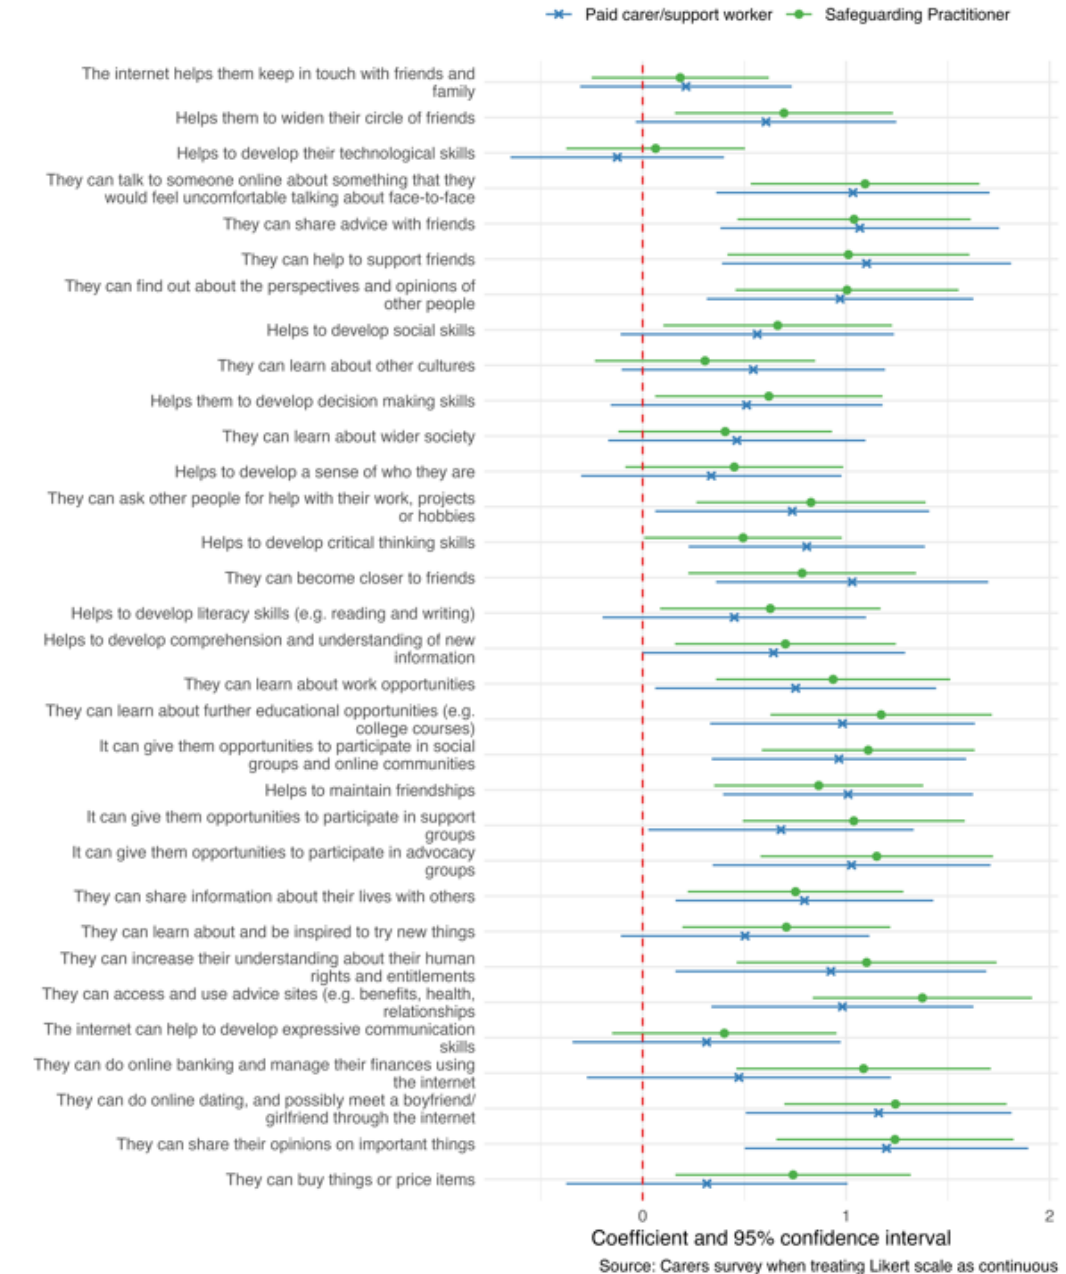 Paid carer/support worker Safeguarding Practitioner
The internet helps them keep in touch with friends and
family
Helps them to widen their circle of friends
Helps to develop their technological skills
They can talk to someone online about something that they
would feel uncomfortable talking about face-to-face
They can share advice with friends
They can help to support friends
They can find out about the perspectives and opinions of
other people
Helps to develop social skills
They can learn about other cultures
Helps them to develop decision making skills
They can learn about wider society
Helps to develop a sense of who they are
They can ask other people for help with their work, projects
or hobbies
Helps to develop critical thinking skills
They can become closer to friends
Helps to develop literacy skills (e.g. reading and writing)
Helps to develop comprehension and understanding of new
information
They can learn about work opportunities
They can learn about further educational opportunities (e.g.
college courses)
It can give them opportunities to participate in social
groups and online communities
Helps to maintain friendships
It can give them opportunities to participate in support
groups
It can give them opportunities to participate in advocacy
groups
They can share information about their lives with others
They can learn about and be inspired to try new things
They can increase their understanding about their human
rights and entitlements
They can access and use advice sites (e.g. benefits, health,
relationships
The internet can help to develop expressive communication
skills
They can do online banking and manage their finances using
the internet
They can do online dating, and possibly meet a boyfriend/
girlfriend through the internet
They can share their opinions on important things
They can buy things or price items
0 1 2
Coefficient and 95% confidence interval
Source: Carers survey when treating Likert scale as continuous